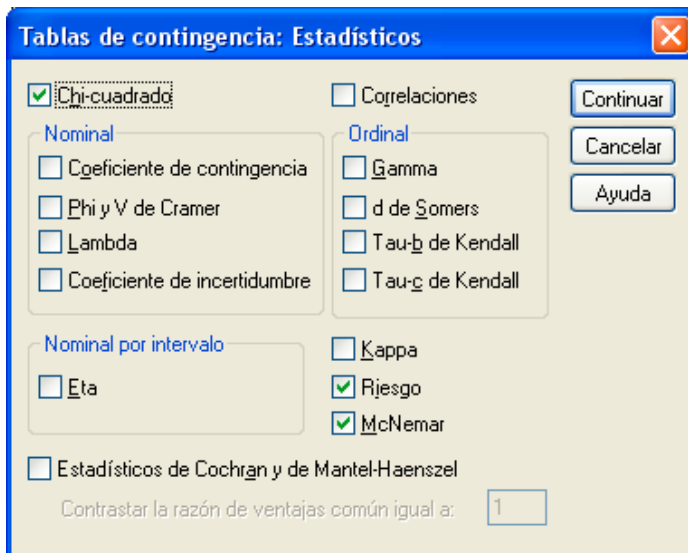 Tablas de contingencia: Estadísticos
Chi-cuadrado
Correlaciones
Continuar
Cancelar
Ayuda
Nominal
Coeficiente de contingencia
Phi y V de Cramer
Lambda
Coeficiente de incertidumbre
Ordinal
Gamma
d de Somers
Tau-b de Kendall
Tau-c de Kendall
Nominal por intervalo
Eta
Kappa
Riesgo
McNemar
Estadísticos de Cochran y de Mantel-Haenszel
Contrastar la razón de ventajas común igual a: 1